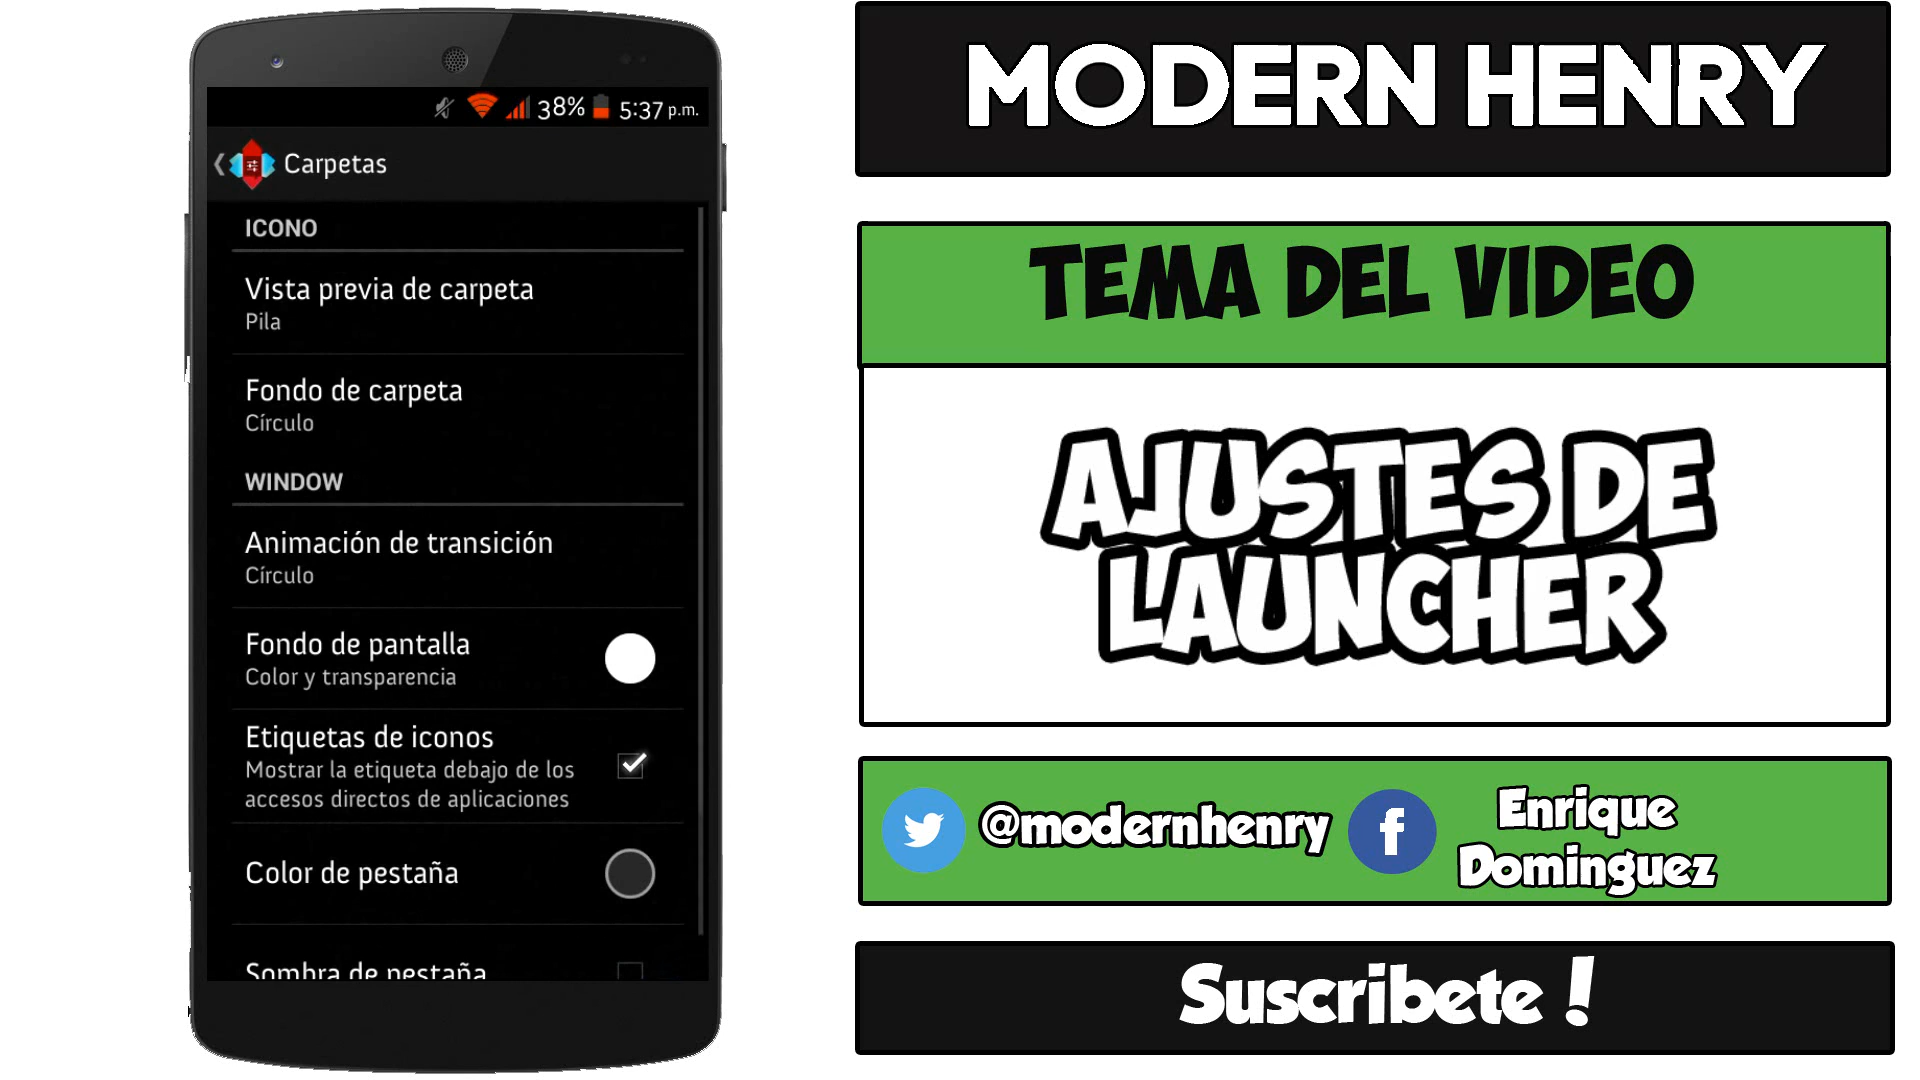 38% 5:37 p.m.
Carpetas
ICONO
Vista previa de carpeta
Pila
Fondo de carpeta
Círculo
WINDOW
Animación de transición
Círculo
Fondo de pantalla
Color y transparencia
Etiquetas de iconos
Mostrar la etiqueta debajo de los
accesos directos de aplicaciones
Color de pestaña
Sombra de pestaña
MODERN HENRY
TEMA DEL VIDEO
AJUSTES DE
LAUNCHER
@modernhenry
Enrique
Dominguez
Suscribete!